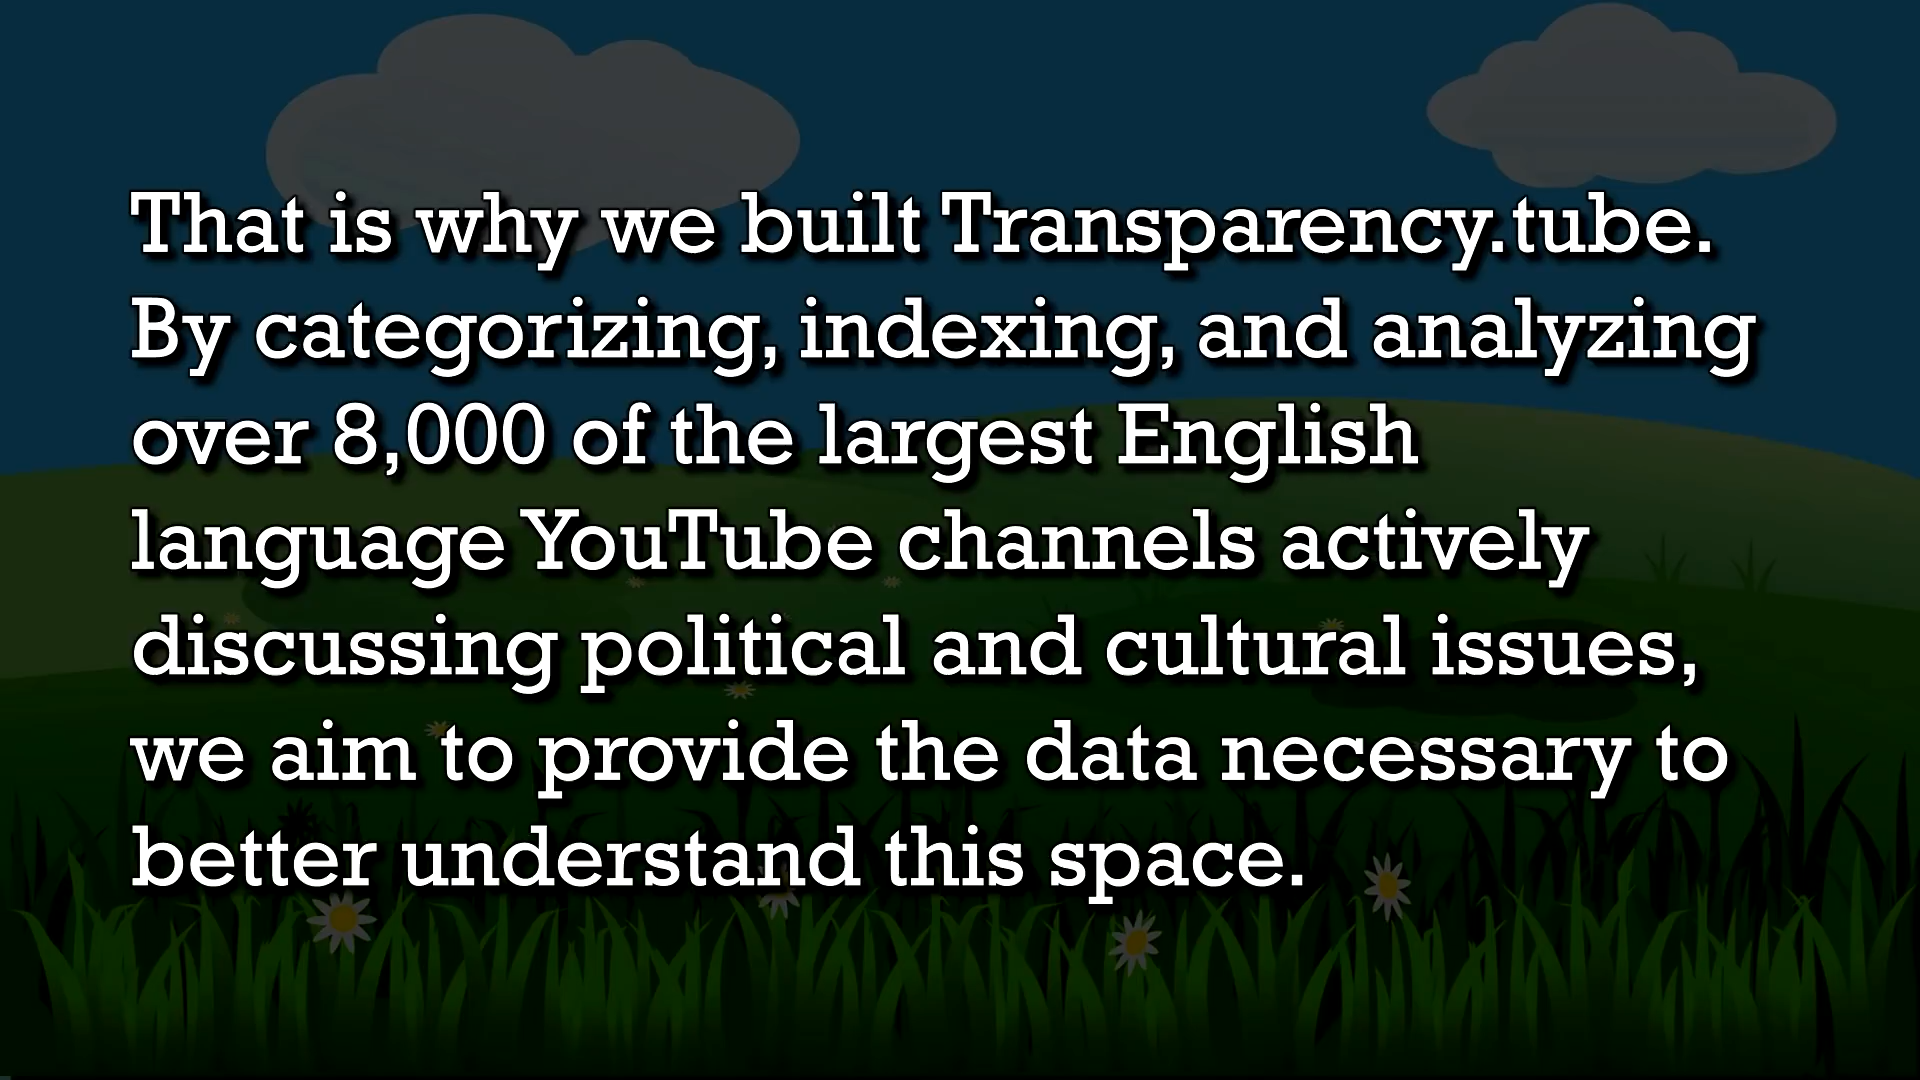 That is why we built Transparency.tube.
By categorizing, indexing, and analyzing
over 8,000 of the largest English
language YouTube channels actively
discussing political and cultural issues,
we aim to provide the data necessary to
better understand this space.